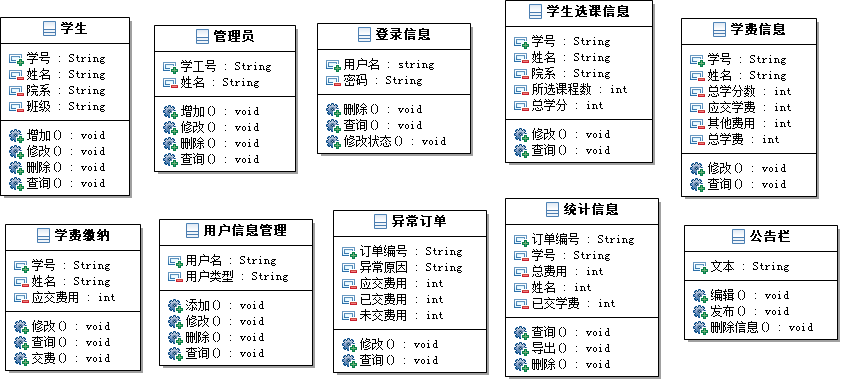 学生
学号 : String
姓名 : String
院系 : String
班级 : String
增加() : void
修改() : void
删除() : void
查询() : void
管理员
学工号 : String
姓名 : String
增加() : void
修改() : void
删除() : void
查询() : void
登录信息
用户名 : string
密码 : String
删除() : void
查询() : void
修改状态() : void
学生选课信息
学号 : String
姓名 : String
院系 : String
所选课程数 : int
总学分 : int
修改() : void
查询() : void
学费信息
学号 : String
姓名 : String
总学分数 : int
应交学费 : int
其他费用 : int
总学费 : int
修改() : void
查询() : void
学费缴纳
学号 : String
姓名 : String
应交费用 : int
修改() : void
查询() : void
交费() : void
用户信息管理
用户名 : String
用户类型 : String
添加() : void
修改() : void
删除() : void
查询() : void
异常订单
订单编号 : String
异常原因 : String
应交费用 : int
已交费用 : int
未交费用 : int
修改() : void
查询() : void
统计信息
订单编号 : String
学号 : String
总费用 : int
姓名 : int
已交学费 : int
查询() : void
导出() : void
删除() : void
公告栏
文本 : String
编辑() : void
发布() : void
删除信息() : void